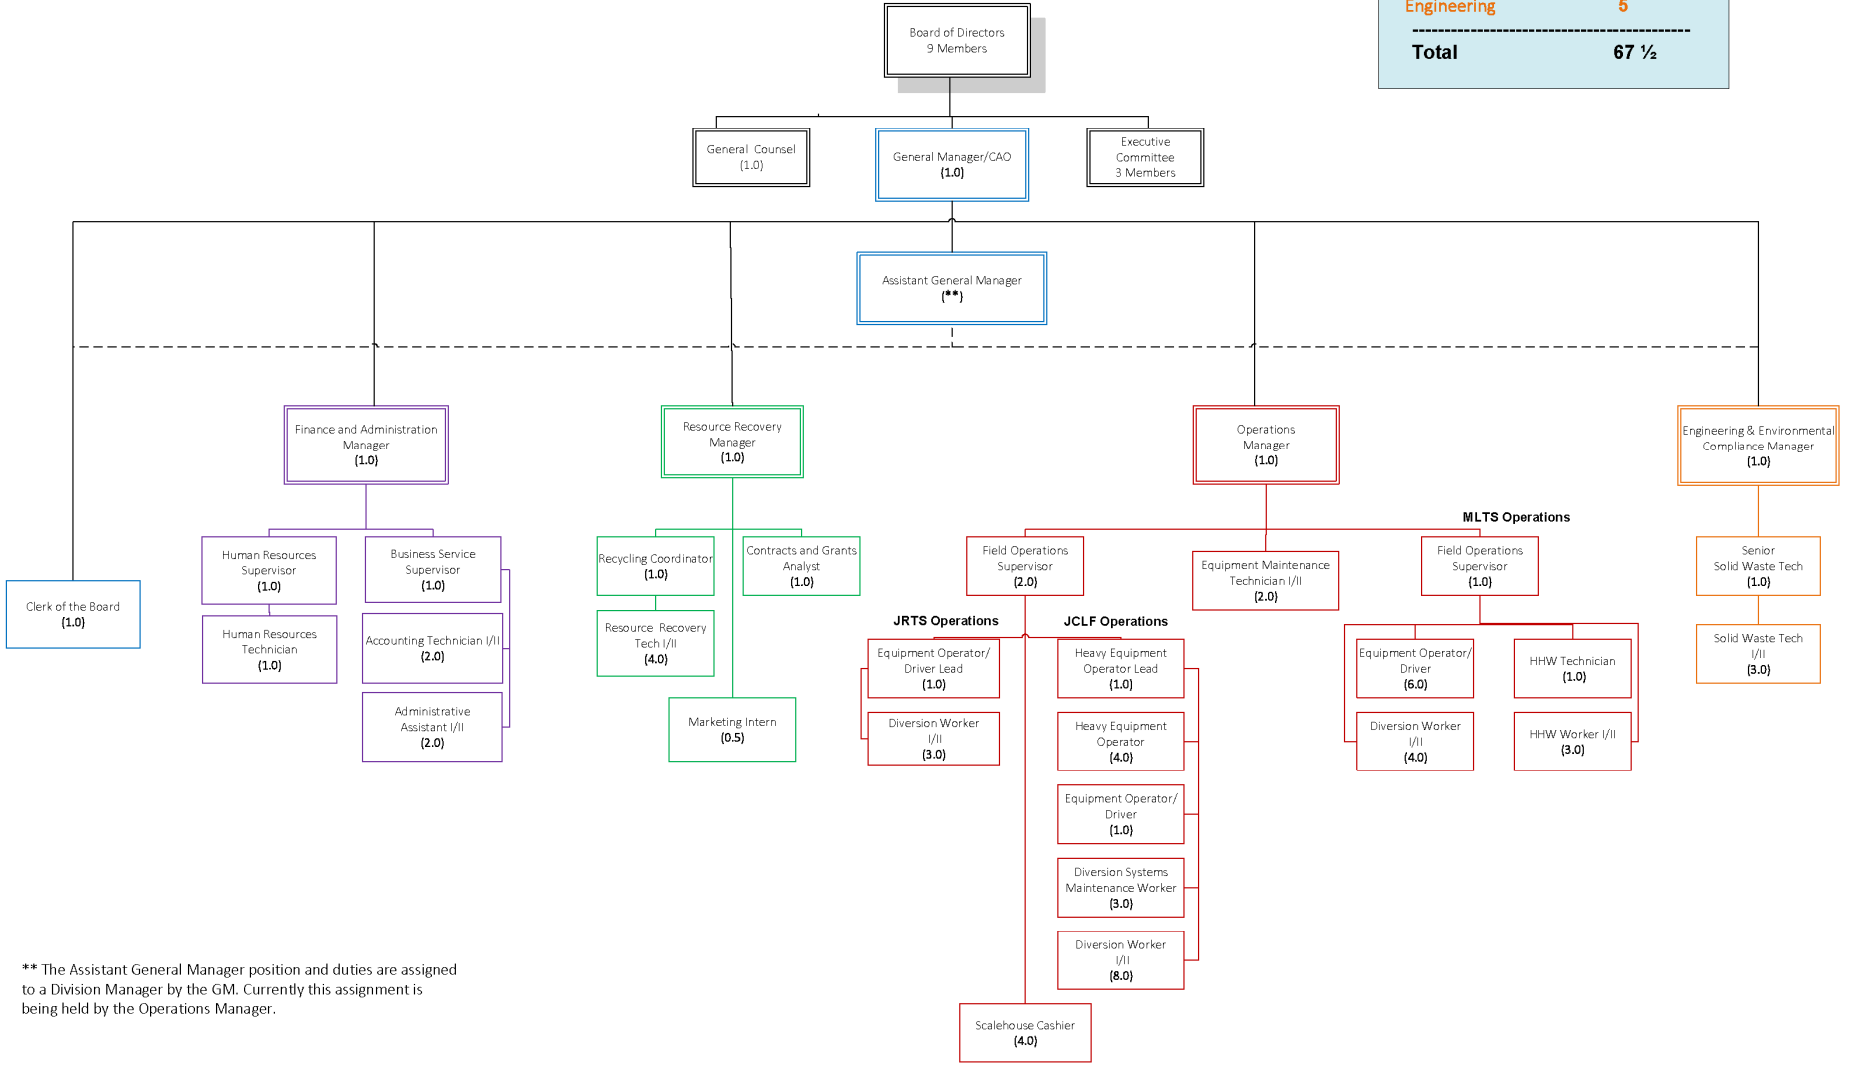 Engineering 5
-------------------------------------------
Total 67 ½
Board of Directors
9 Members
General Counsel
(1.0)
General Manager/CAO
(1.0)
Executive
Committee
3 Members
Assistant General Manager
(**)
Finance and Administration
Manager
(1.0)
Resource Recovery
Manager
(1.0)
Operations
Manager
(1.0)
Engineering & Environmental
Compliance Manager
(1.0)
Clerk of the Board
(1.0)
Human Resources
Supervisor
(1.0)
Human Resources
Technician
(1.0)
Business Service
Supervisor
(1.0)
Accounting Technician I/II
(2.0)
Administrative
Assistant I/II
(2.0)
Recycling Coordinator
(1.0)
Resource Recovery
Tech I/II
(4.0)
Contracts and Grants
Analyst
(1.0)
Marketing Intern
(0.5)
Field Operations
Supervisor
(2.0)
JRTS Operations
Equipment Operator/
Driver Lead
(1.0)
Diversion Worker
I/II
(3.0)
JCLF Operations
Heavy Equipment
Operator Lead
(1.0)
Heavy Equipment
Operator
(4.0)
Equipment Operator/
Driver
(1.0)
Diversion Systems
Maintenance Worker
(3.0)
Diversion Worker
I/II
(8.0)
Scalehouse Cashier
(4.0)
Equipment Maintenance
Technician I/II
(2.0)
MLTS Operations
Field Operations
Supervisor
(1.0)
Equipment Operator/
Driver
(6.0)
Diversion Worker
I/II
(4.0)
HHW Technician
(1.0)
HHW Worker I/II
(3.0)
Senior
Solid Waste Tech
(1.0)
Solid Waste Tech
I/II
(3.0)
** The Assistant General Manager position and duties are assigned
to a Division Manager by the GM. Currently this assignment is
being held by the Operations Manager.